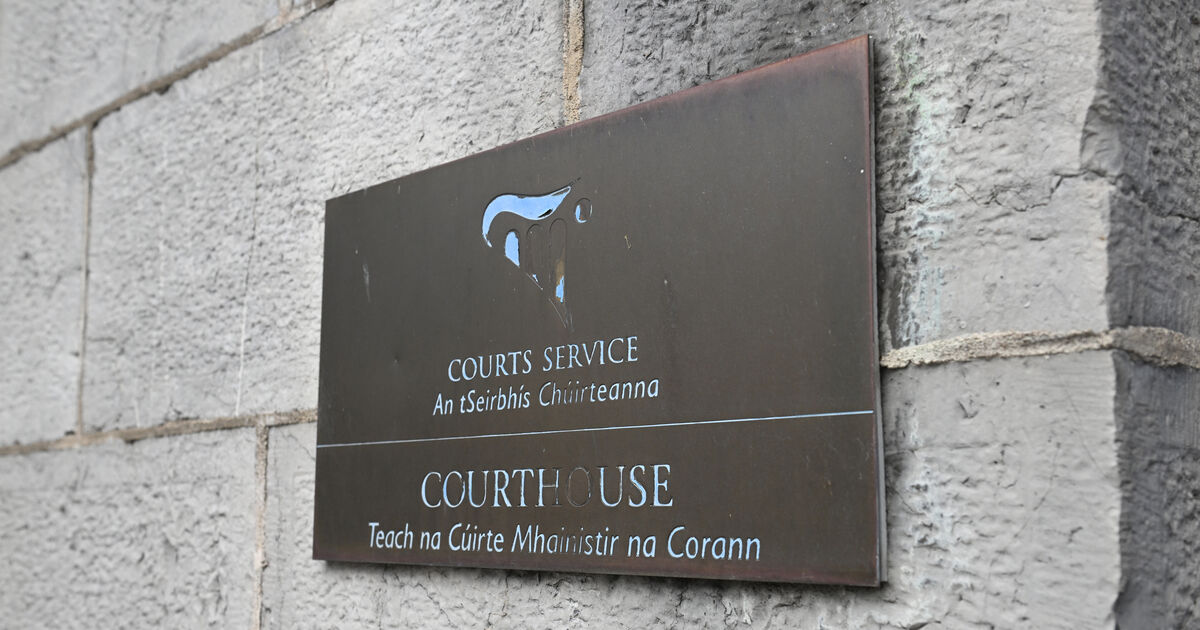 COURTS SERVICE
An tSeirbhís Chúirteanna
COURTHOUSE
Teach na Cúirte Mhainistir na Corann